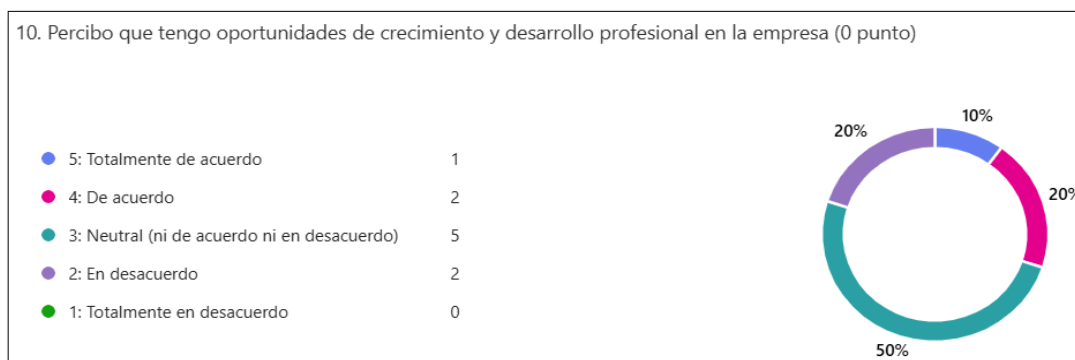 10. Percibo que tengo oportunidades de crecimiento y desarrollo profesional en la empresa (0 punto)
5: Totalmente de acuerdo 1
4: De acuerdo 2
3: Neutral (ni de acuerdo ni en desacuerdo) 5
2: En desacuerdo 2
1: Totalmente en desacuerdo 0
10%
20%
20%
50%